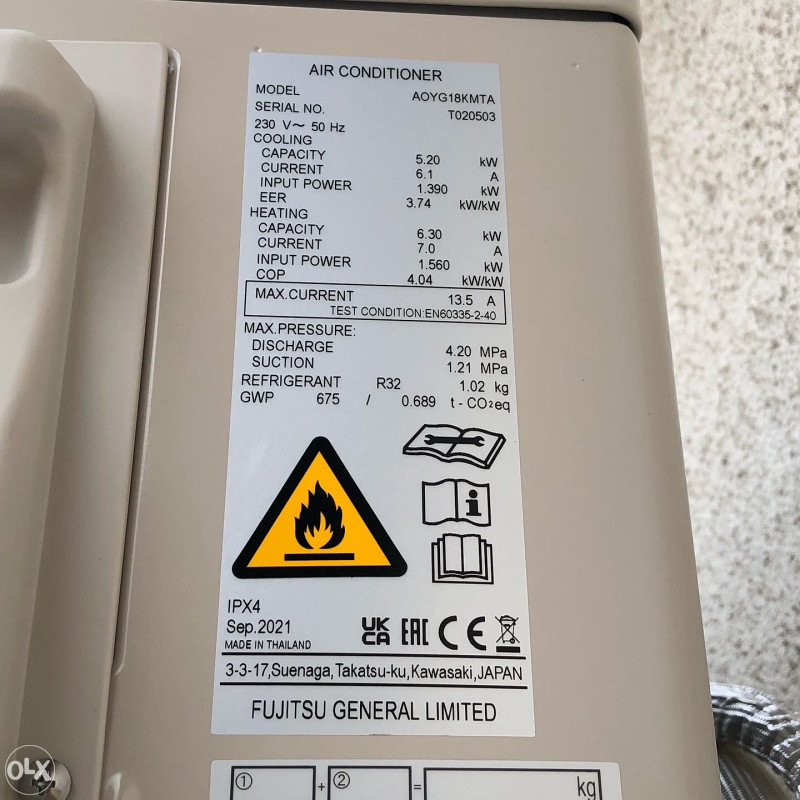 AIR CONDITIONER
MODEL AOYG18KMTA
SERIAL NO. T020503
230 V~ 50 Hz
COOLING
CAPACITY 5.20 kW
CURRENT 6.1 A
INPUT POWER 1.390 kW
EER 3.74 kW/kW
HEATING
CAPACITY 6.30 kW
CURRENT 7.0 A
INPUT POWER 1.560 kW
COP 4.04 kW/kW
MAX.CURRENT 13.5 A
TEST CONDITION:EN60335-2-40
MAX.PRESSURE:
DISCHARGE 4.20 MPa
SUCTION 1.21 MPa
REFRIGERANT R32 1.02 kg
GWP 675 / 0.689 t-CO2eq
i
IPX4
Sep.2021
MADE IN THAILAND
UK
CA EAC CE
3-3-17,Suenaga,Takatsu-ku,Kawasaki,JAPAN
FUJITSU GENERAL LIMITED
① + ② = kg
OLX